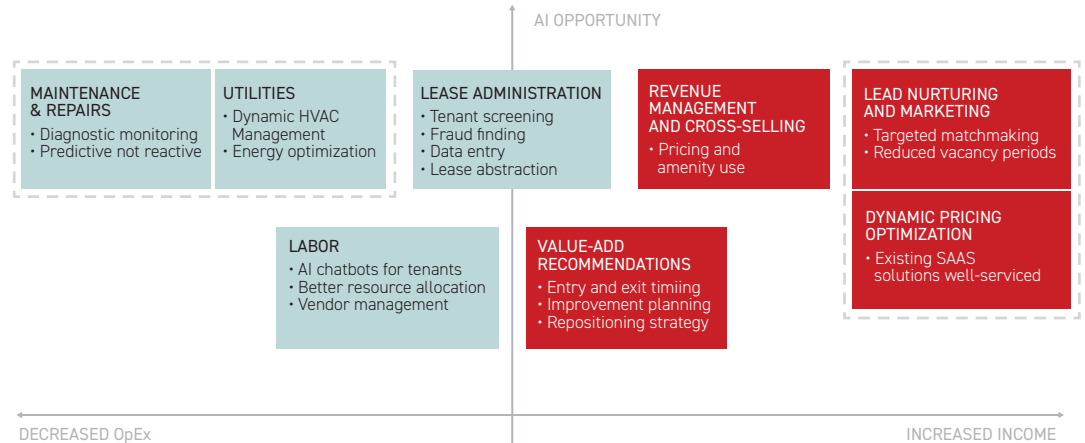 AI OPPORTUNITY
MAINTENANCE
& REPAIRS
• Diagnostic monitoring
• Predictive not reactive
UTILITIES
• Dynamic HVAC
Management
• Energy optimization
LEASE ADMINISTRATION
• Tenant screening
• Fraud finding
• Data entry
• Lease abstraction
REVENUE
MANAGEMENT
AND CROSS-SELLING
• Pricing and
amenity use
LEAD NURTURING
AND MARKETING
• Targeted matchmaking
• Reduced vacancy periods
LABOR
• AI chatbots for tenants
• Better resource allocation
• Vendor management
VALUE-ADD
RECOMMENDATIONS
• Entry and exit timiing
• Improvement planning
• Repositioning strategy
DYNAMIC PRICING
OPTIMIZATION
• Existing SAAS
solutions well-serviced
DECREASED OpEx
INCREASED INCOME